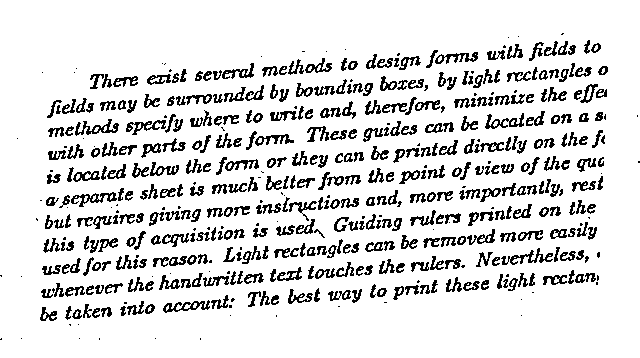 There exist several methods to design forms with fields to
fields may be surrounded by bounding boxes, by light rectangles o
methods specify where to write and, therefore, minimize the effe
with other parts of the form. These guides can be located on a s
is located below the form or they can be printed directly on the f
a separate sheet is much better from the point of view of the qua
but requires giving more instructions and, more importantly, rest
this type of acquisition is used. Guiding rulers printed on the
used for this reason. Light rectangles can be removed more easily
whenever the handwritten text touches the rulers. Nevertheless,
be taken into account: The best way to print these light rectan